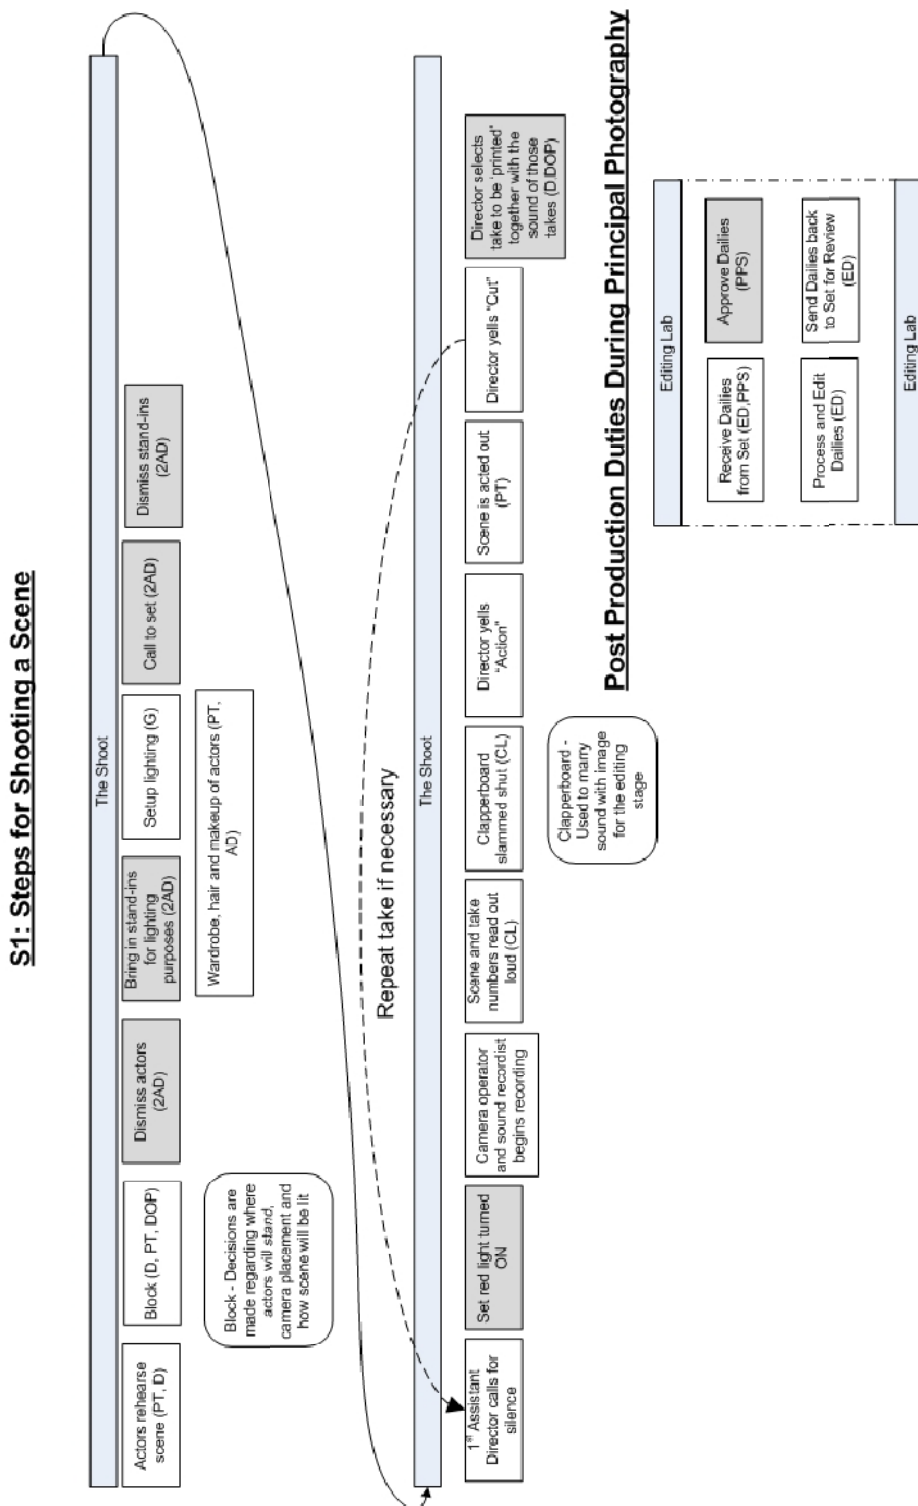 S1: Steps for Shooting a Scene
The Shoot
Actors rehearse
scene (PT, D)
Block (D, PT, DOP)
Dismiss actors
(2AD)
Bring in stand-ins
for lighting
purposes (2AD)
Setup lighting (G)
Call to set (2AD)
Dismiss stand-ins
(2AD)
Block - Decisions are
made regarding where
actors will stand,
camera placement and
how scene will be lit
Wardrobe, hair and makeup of actors (PT,
AD)
Repeat take if necessary
The Shoot
1st Assistant
Director calls for
silence
Set red light turned
ON
Camera operator
and sound recordist
begins recording
Scene and take
numbers read out
loud (CL)
Clapperboard
slammed shut (CL)
Director yells
"Action"
Scene is acted out
(PT)
Director yells "Cut"
Director selects
take to be 'printed'
together with the
sound of those
takes (D,DOP)
Clapperboard -
Used to marry
sound with image
for the editing
stage
Post Production Duties During Principal Photography
Editing Lab
Receive Dailies
from Set (ED,PPS)
Approve Dailies
(PPS)
Process and Edit
Dailies (ED)
Send Dailies back
to Set for Review
(ED)
Editing Lab